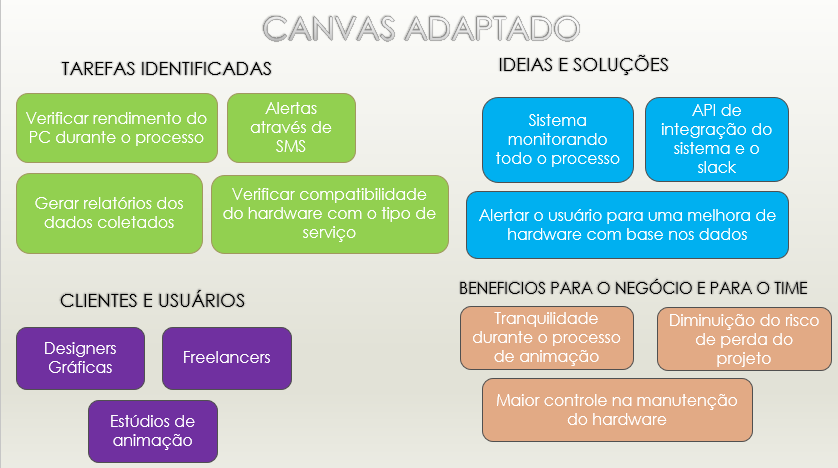 CANVAS ADAPTADO
TAREFAS IDENTIFICADAS
Verificar rendimento do
PC durante o processo
Alertas
através de
SMS
Gerar relatórios dos
dados coletados
Verificar compatibilidade
do hardware com o tipo de
serviço
IDEIAS E SOLUÇÕES
Sistema
monitorando
todo o processo
API de
integração do
sistema e o
slack
Alertar o usuário para uma melhora de
hardware com base nos dados
CLIENTES E USUÁRIOS
Designers
Gráficas
Freelancers
Estúdios de
animação
BENEFICIOS PARA O NEGÓCIO E PARA O TIME
Tranquilidade
durante o processo
de animação
Diminuição do risco
de perda do
projeto
Maior controle na manutenção
do hardware